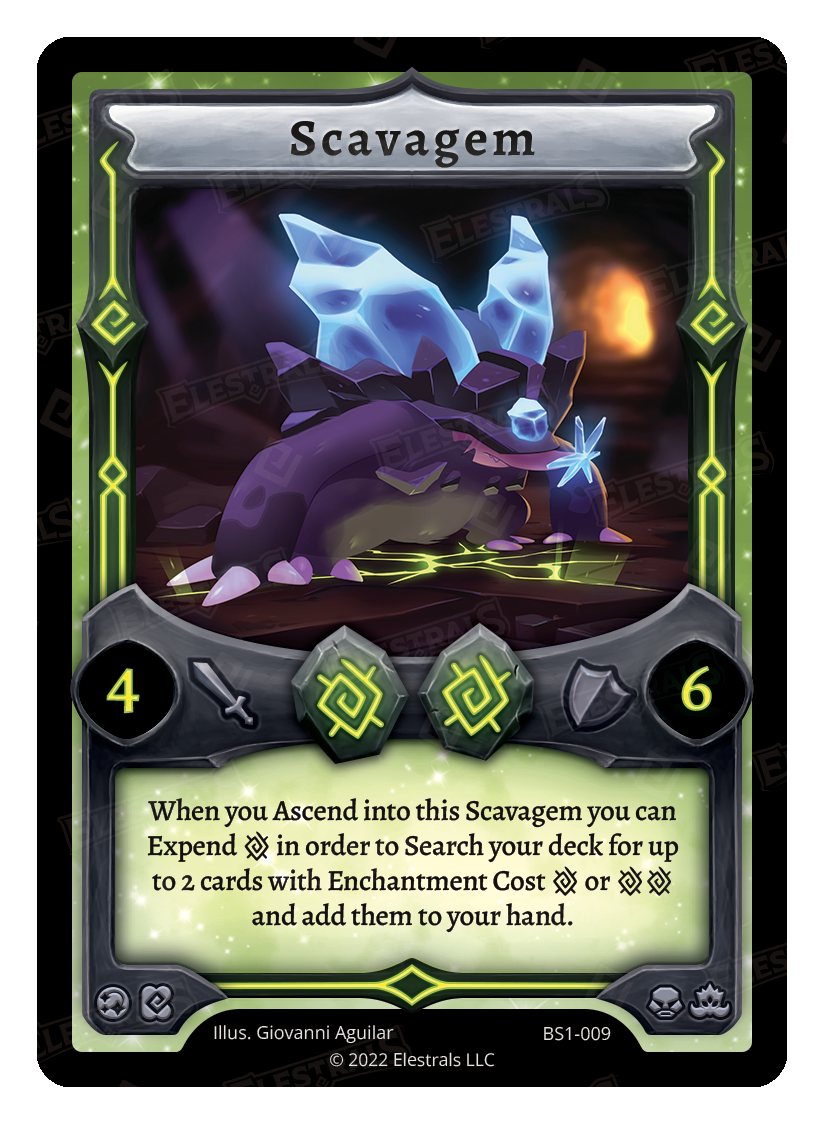 Scavagem
4
6
When you Ascend into this Scavagem you can
Expend in order to Search your deck for up
to 2 cards with Enchantment Cost or
and add them to your hand.
Illus. Giovanni Aguilar
BS1-009
© 2022 Elestrals LLC
ELESTRALS